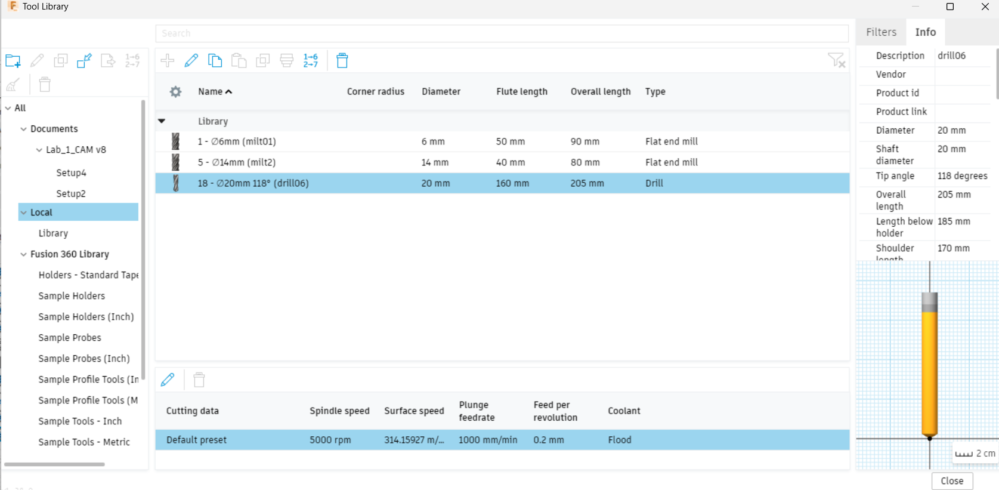 Tool Library
Search
Filters
Info
1→6
2→7
1→6
2→7
All
Documents
Lab_1_CAM v8
Setup4
Setup2
Local
Library
Fusion 360 Library
Holders - Standard Tape
Sample Holders
Sample Holders (Inch)
Sample Probes
Sample Probes (Inch)
Sample Profile Tools (In
Sample Profile Tools (M
Sample Tools - Inch
Sample Tools - Metric
Name Corner radius Diameter Flute length Overall length Type
Library
1 - ∅6mm (milt01) 6 mm 50 mm 90 mm Flat end mill
5 - ∅14mm (milt2) 14 mm 40 mm 80 mm Flat end mill
18 - ∅20mm 118° (drill06) 20 mm 160 mm 205 mm Drill
Cutting data Spindle speed Surface speed Plunge feedrate Feed per revolution Coolant
Default preset 5000 rpm 314.15927 m/... 1000 mm/min 0.2 mm Flood
Description drill06
Vendor
Product id
Product link
Diameter 20 mm
Shaft diameter 20 mm
Tip angle 118 degrees
Overall length 205 mm
Length below holder 185 mm
Shoulder length 170 mm
2 cm
Close